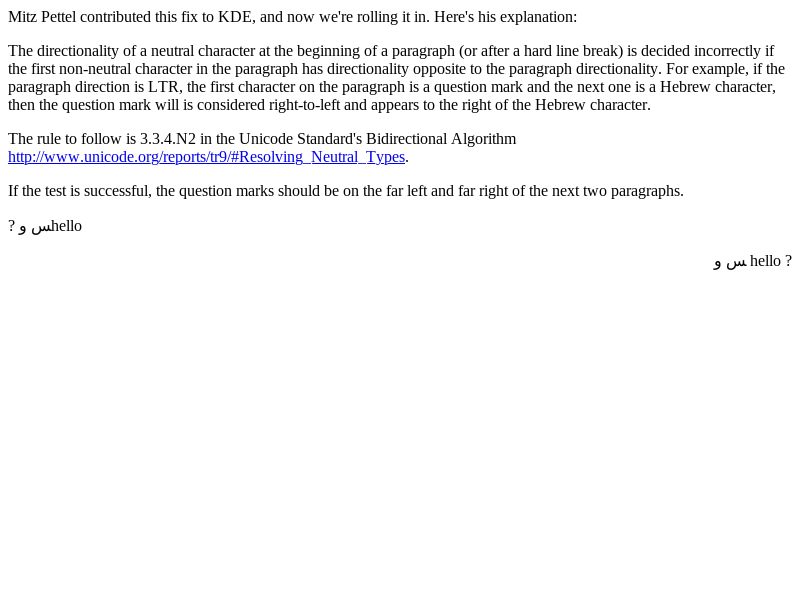 Mitz Pettel contributed this fix to KDE, and now we're rolling it in. Here's his explanation:
The directionality of a neutral character at the beginning of a paragraph (or after a hard line break) is decided incorrectly if
the first non-neutral character in the paragraph has directionality opposite to the paragraph directionality. For example, if the
paragraph direction is LTR, the first character on the paragraph is a question mark and the next one is a Hebrew character,
then the question mark will is considered right-to-left and appears to the right of the Hebrew character.
The rule to follow is 3.3.4.N2 in the Unicode Standard's Bidirectional Algorithm
http://www.unicode.org/reports/tr9/#Resolving_Neutral_Types.
If the test is successful, the question marks should be on the far left and far right of the next two paragraphs.
? س و‎hello
? hello س و